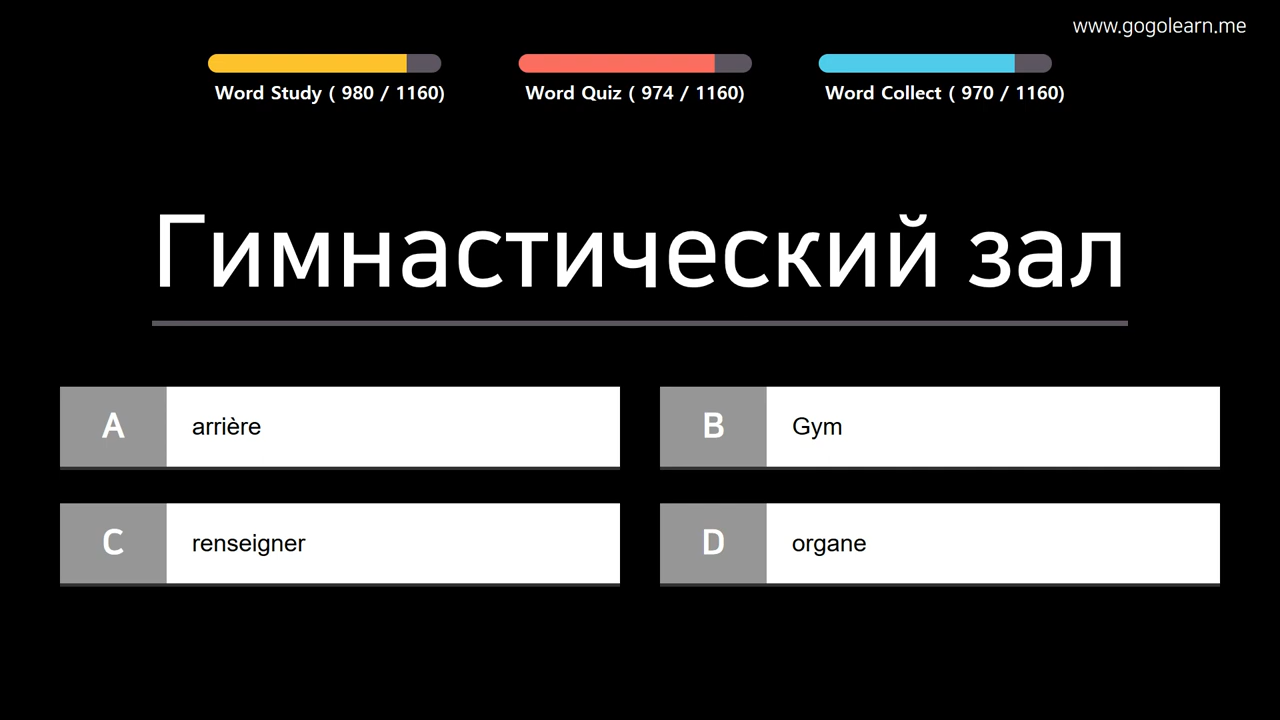 www.gogolearn.me
Word Study ( 980 / 1160)
Word Quiz ( 974 / 1160)
Word Collect ( 970 / 1160)
Гимнастический зал
A arrière
B Gym
C renseigner
D organe